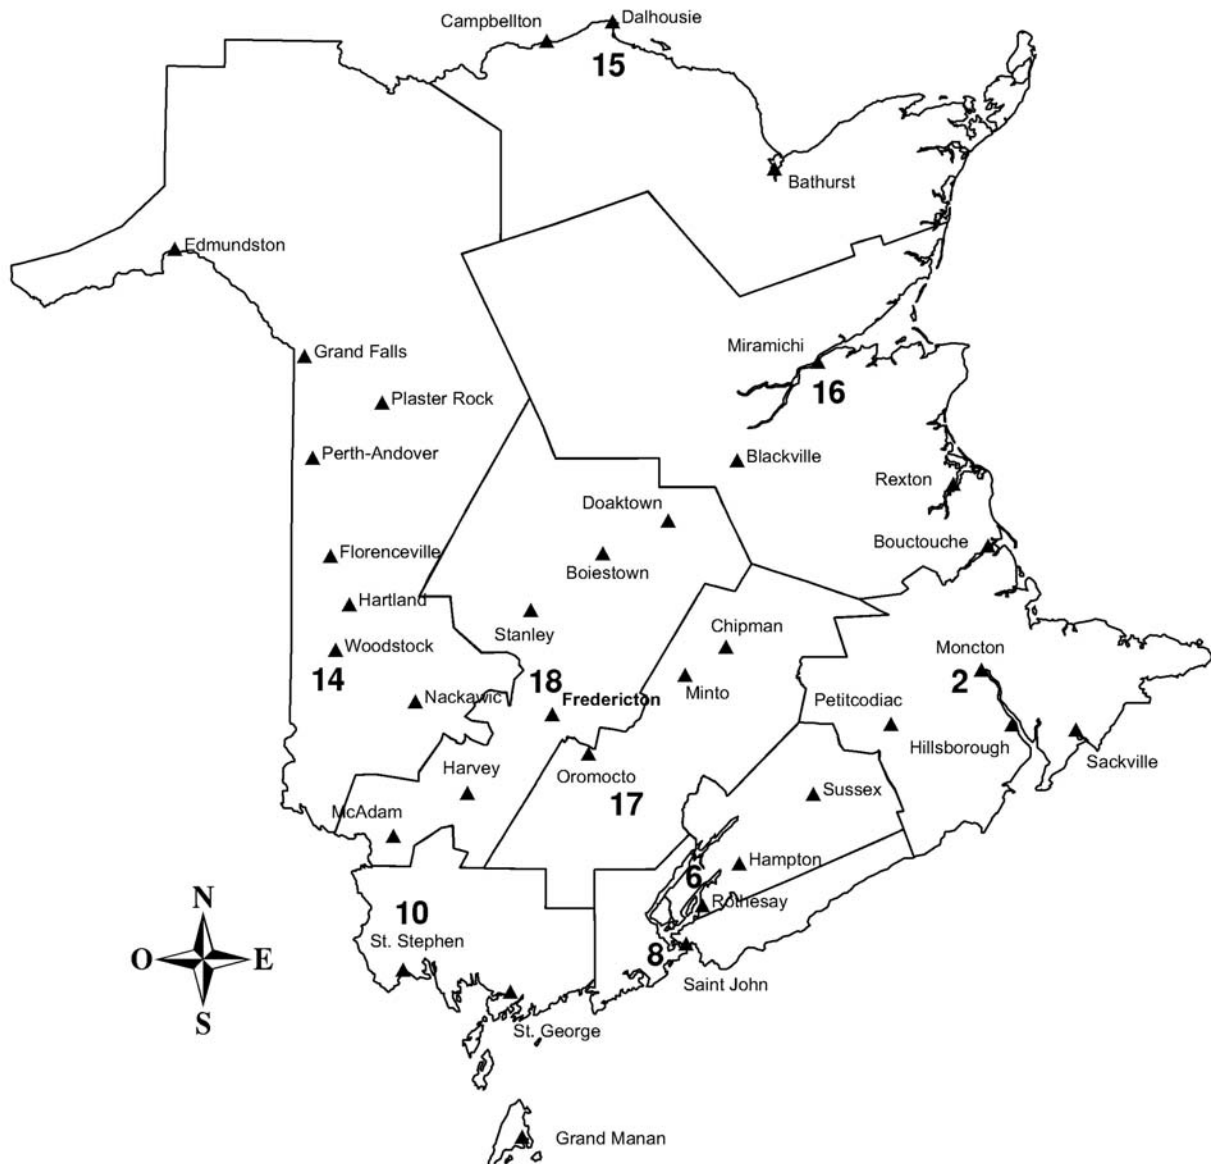 Campbellton
Dalhousie
15
Bathurst
Edmundston
Grand Falls
Miramichi
16
Plaster Rock
Perth-Andover
Blackville
Rexton
Doaktown
Florenceville
Bouctouche
Boiestown
Hartland
Stanley
Chipman
Woodstock
Moncton
14
18
2
Nackawic
Fredericton
Minto
Petitcodiac
Hillsborough
Sackville
Harvey
Oromocto
17
Sussex
McAdam
Hampton
6
Rothesay
N
10
O
E
St. Stephen
8
Saint John
S
St. George
Grand Manan